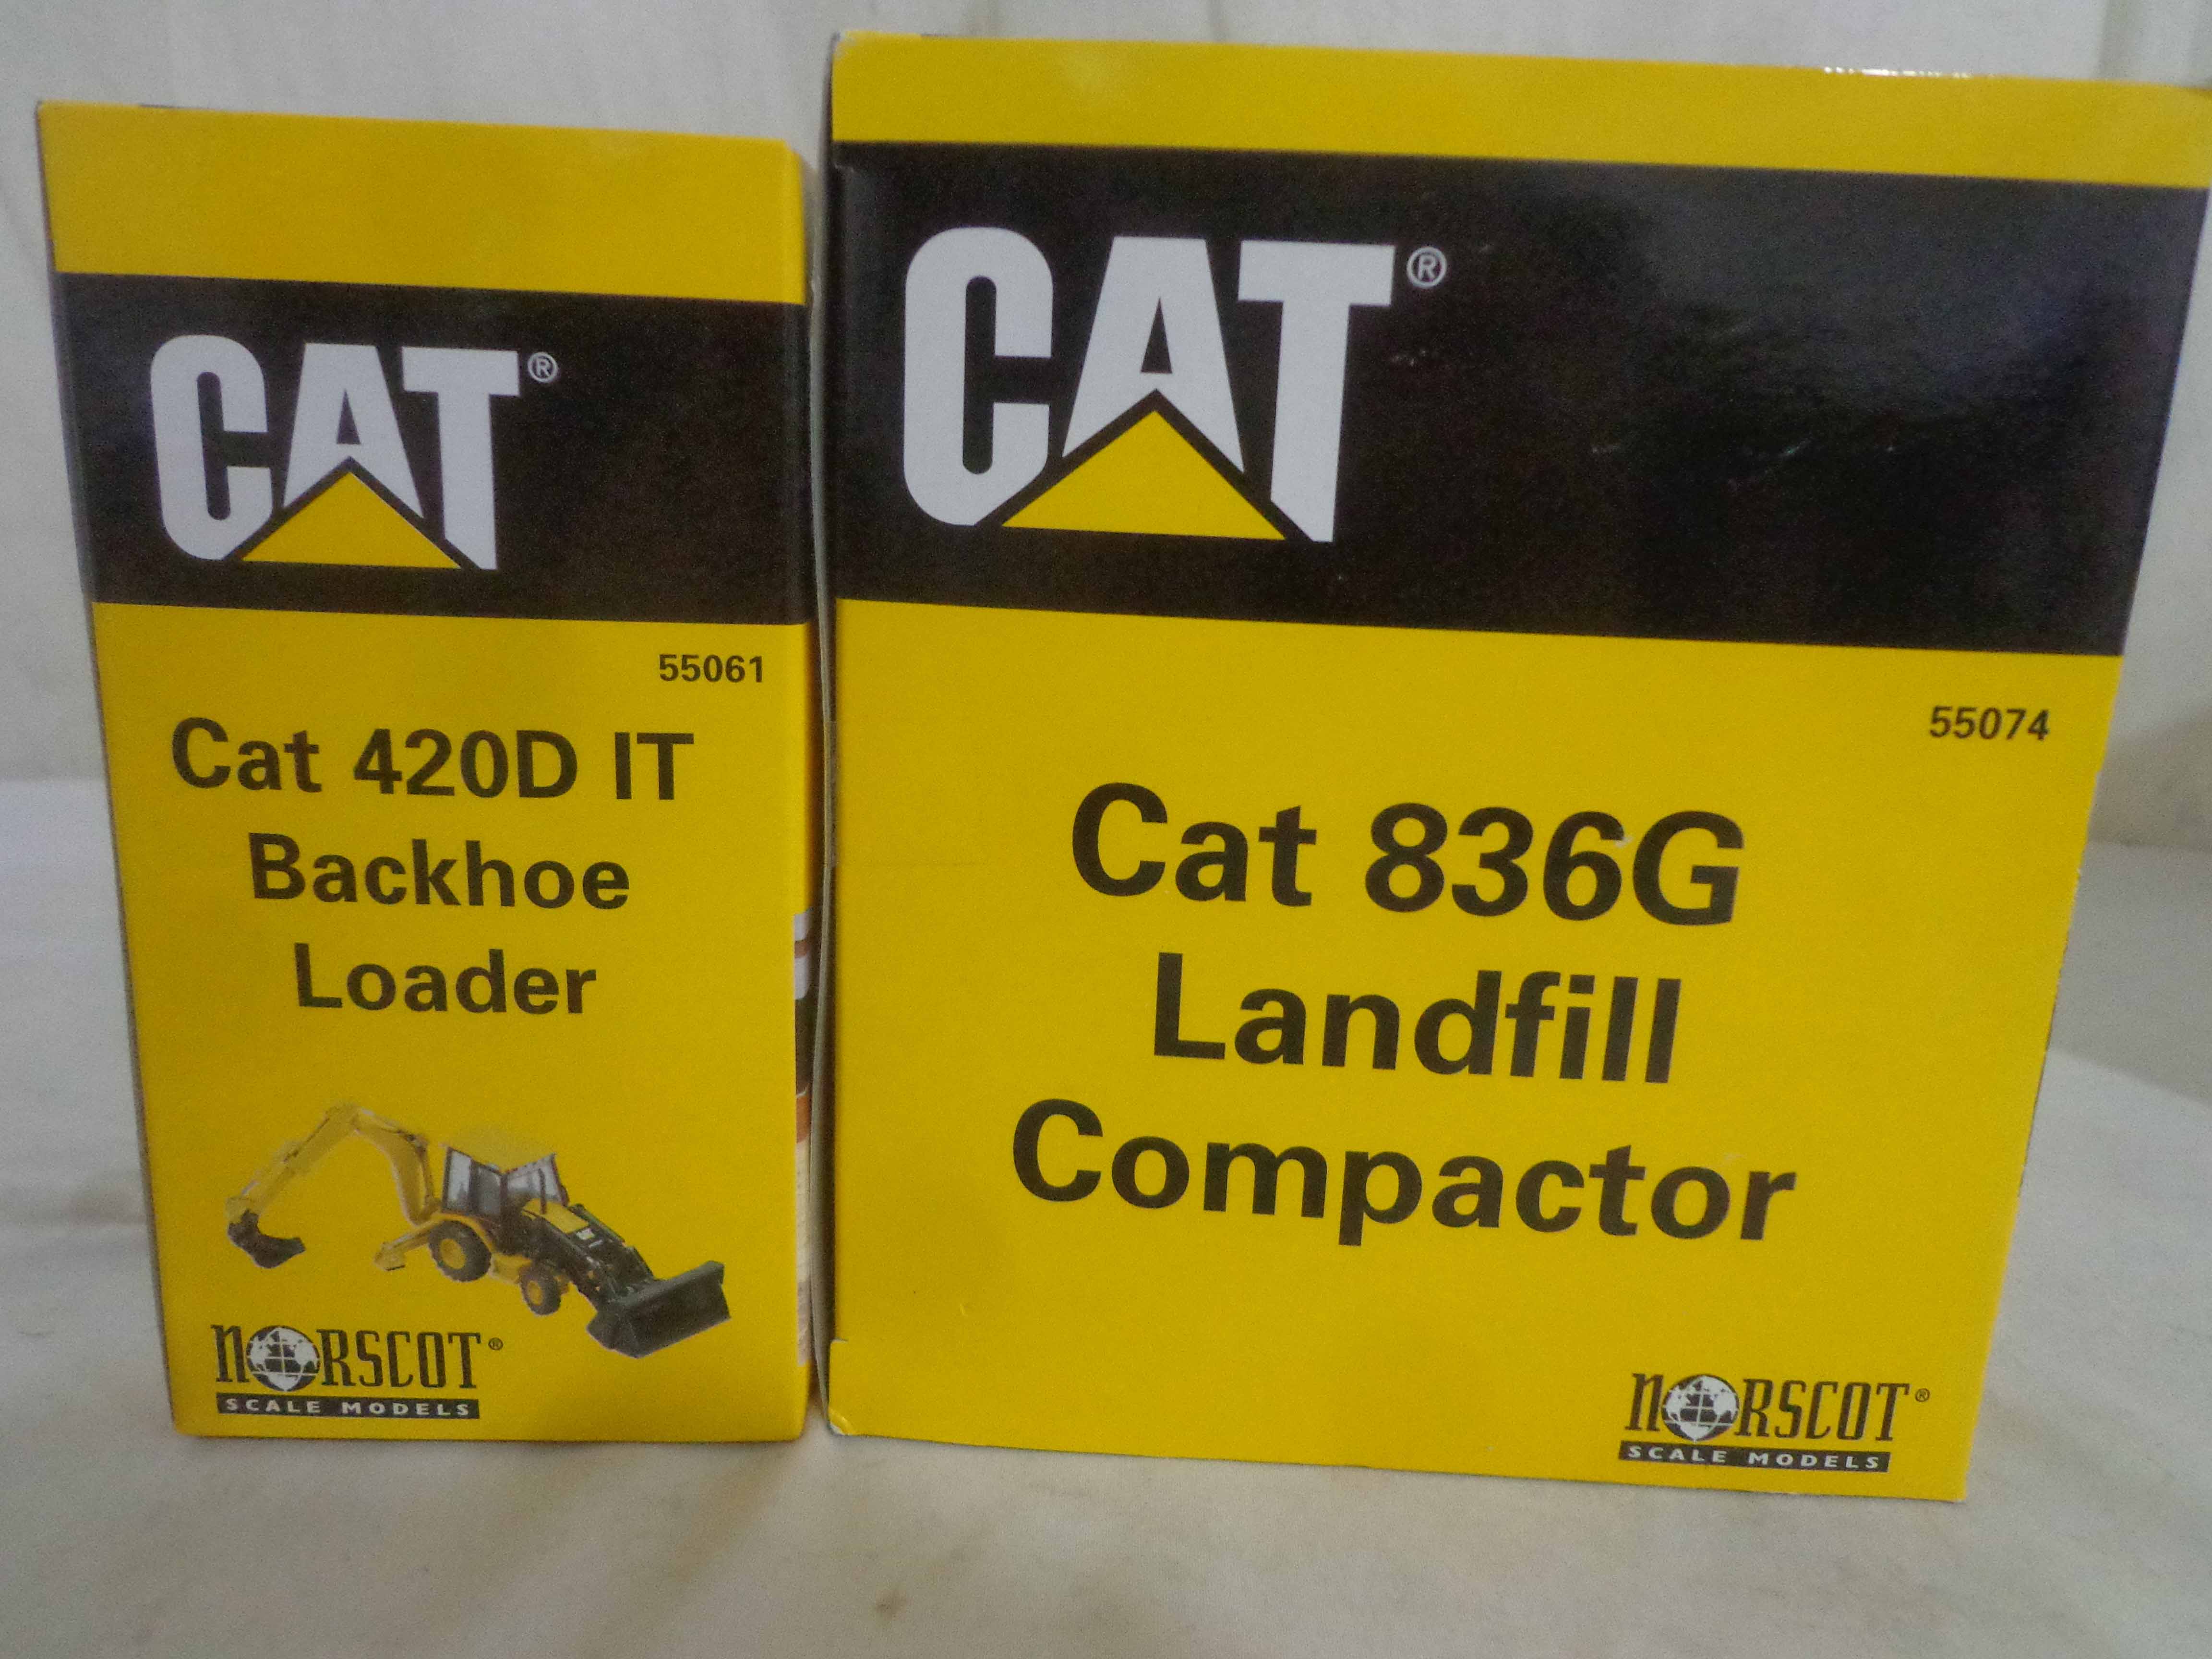 CAT®
55061
Cat 420D IT
Backhoe
Loader
NORSCOT®
SCALE MODELS
CAT®
55074
Cat 836G
Landfill
Compactor
NORSCOT®
SCALE MODELS